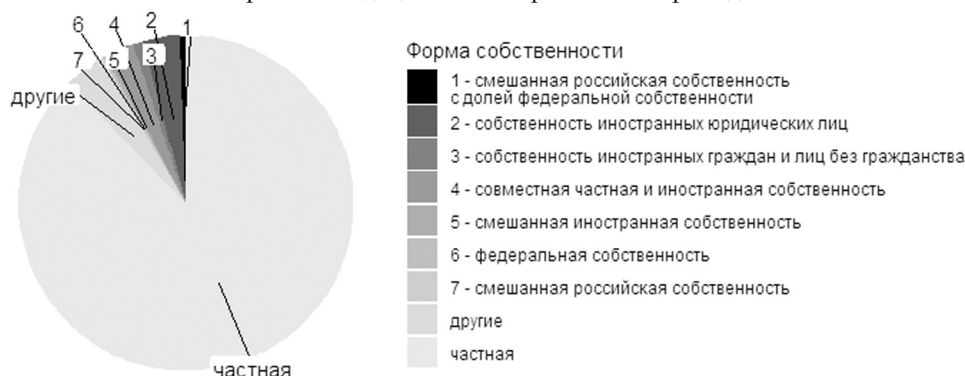 6
4
2
1
7
5
3
другие
частная
Форма собственности
1 - смешанная российская собственность
с долей федеральной собственности
2 - собственность иностранных юридических лиц
3 - собственность иностранных граждан и лиц без гражданства
4 - совместная частная и иностранная собственность
5 - смешанная иностранная собственность
6 - федеральная собственность
7 - смешанная российская собственность
другие
частная